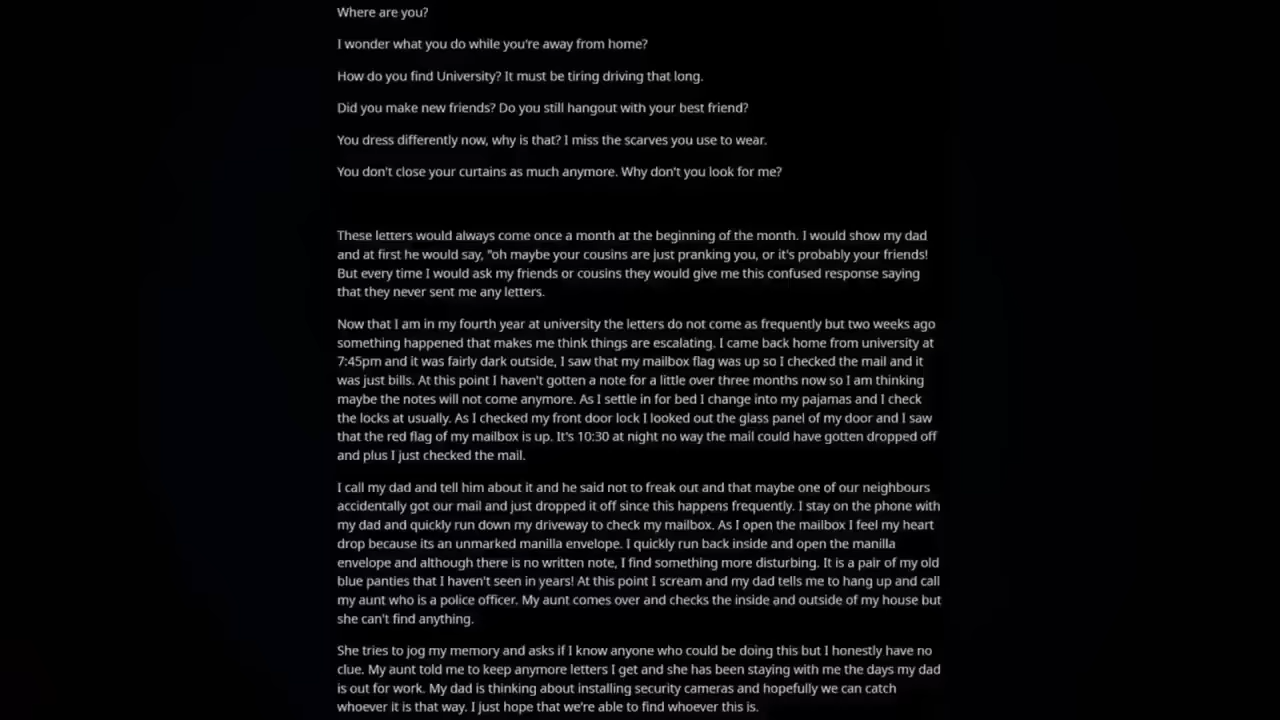 Where are you?
I wonder what you do while you're away from home?
How do you find University? It must be tiring driving that long.
Did you make new friends? Do you still hangout with your best friend?
You dress differently now, why is that? I miss the scarves you use to wear.
You don't close your curtains as much anymore. Why don't you look for me?
These letters would always come once a month at the beginning of the month. I would show my dad
and at first he would say, "oh maybe your cousins are just pranking you, or it's probably your friends!
But every time I would ask my friends or cousins they would give me this confused response saying
that they never sent me any letters.
Now that I am in my fourth year at university the letters do not come as frequently but two weeks ago
something happened that makes me think things are escalating. I came back home from university at
7:45pm and it was fairly dark outside, I saw that my mailbox flag was up so I checked the mail and it
was just bills. At this point I haven't gotten a note for a little over three months now so I am thinking
maybe the notes will not come anymore. As I settle in for bed I change into my pajamas and I check
the locks at usually. As I checked my front door lock I looked out the glass panel of my door and I saw
that the red flag of my mailbox is up. It's 10:30 at night no way the mail could have gotten dropped off
and plus I just checked the mail.
I call my dad and tell him about it and he said not to freak out and that maybe one of our neighbours
accidentally got our mail and just dropped it off since this happens frequently. I stay on the phone with
my dad and quickly run down my driveway to check my mailbox. As I open the mailbox I feel my heart
drop because its an unmarked manilla envelope. I quickly run back inside and open the manilla
envelope and although there is no written note, I find something more disturbing. It is a pair of my old
blue panties that I haven't seen in years! At this point I scream and my dad tells me to hang up and call
my aunt who is a police officer. My aunt comes over and checks the inside and outside of my house but
she can't find anything.
She tries to jog my memory and asks if I know anyone who could be doing this but I honestly have no
clue. My aunt told me to keep anymore letters I get and she has been staying with me the days my dad
is out for work. My dad is thinking about installing security cameras and hopefully we can catch
whoever it is that way. I just hope that we're able to find whoever this is.